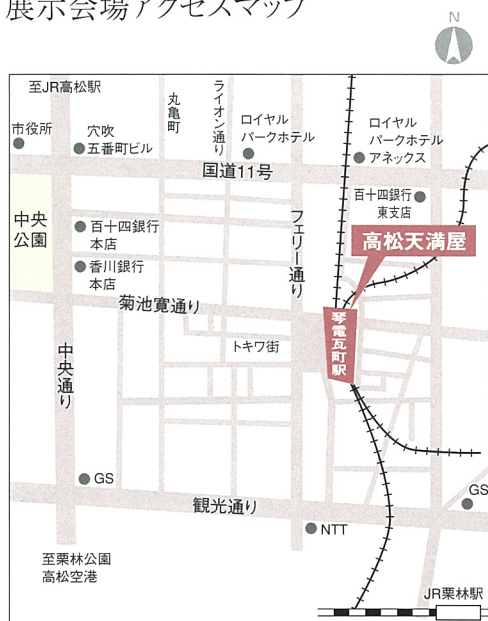 展示会場アクセスマップ
N
至JR高松駅
市役所
穴吹
五番町ビル
丸亀町
ライオン通り
ロイヤル
パークホテル
ロイヤル
パークホテル
アネックス
国道11号
百十四銀行
東支店
中央
公園
百十四銀行
本店
香川銀行
本店
フェリー通り
高松天満屋
菊池寛通り
琴電瓦町駅
トキワ街
中央通り
GS
観光通り
GS
NTT
至栗林公園
高松空港
JR栗林駅